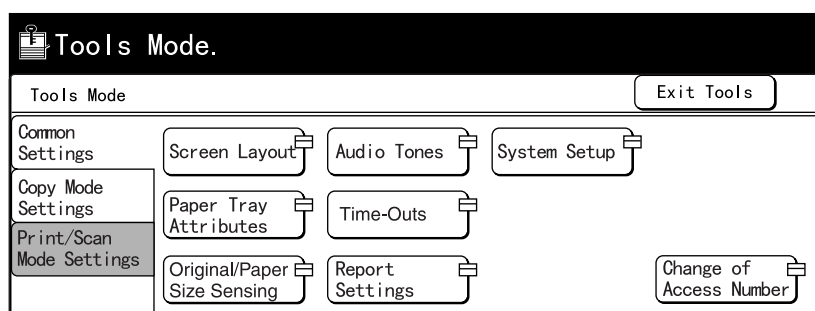 Tools Mode.
Tools Mode
Exit Tools
Common
Settings
Copy Mode
Settings
Print/Scan
Mode Settings
Screen Layout
Audio Tones
System Setup
Paper Tray
Attributes
Time-Outs
Original/Paper
Size Sensing
Report
Settings
Change of
Access Number